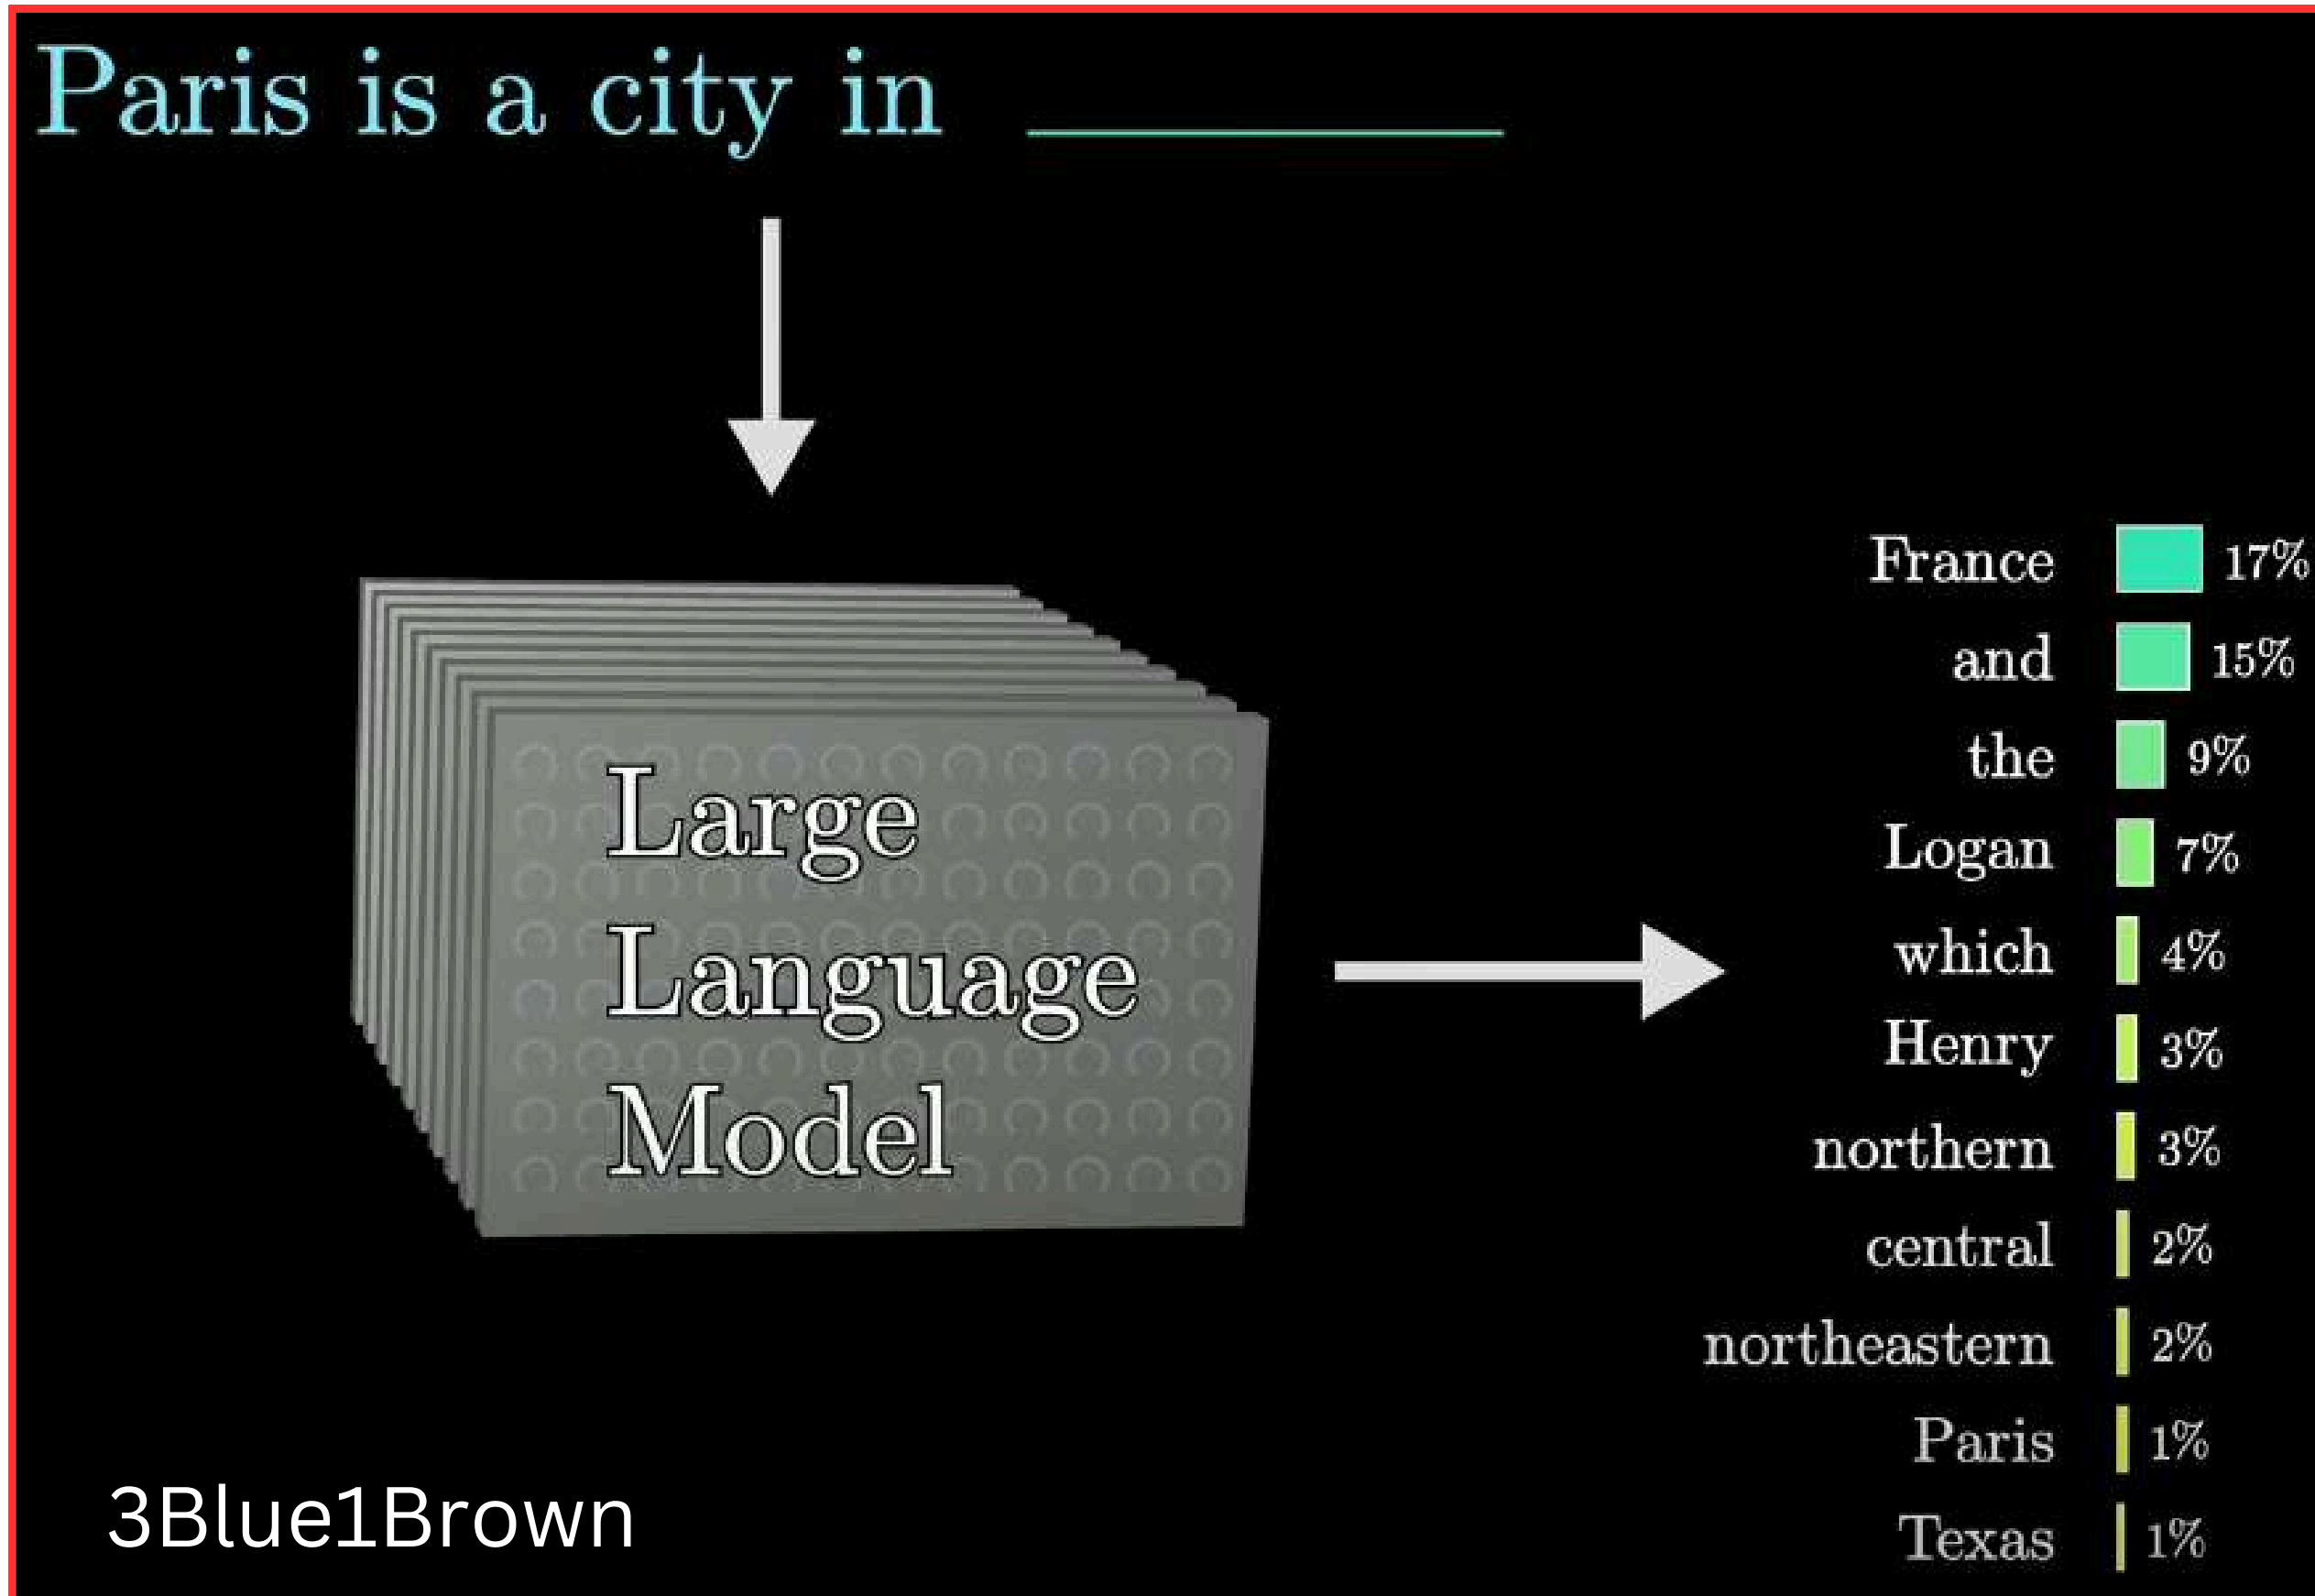 Paris is a city in
Large
Language
Model
France 17%
and 15%
the 9%
Logan 7%
which 4%
Henry 3%
northern 3%
central 2%
northeastern 2%
Paris 1%
Texas 1%
3Blue1Brown